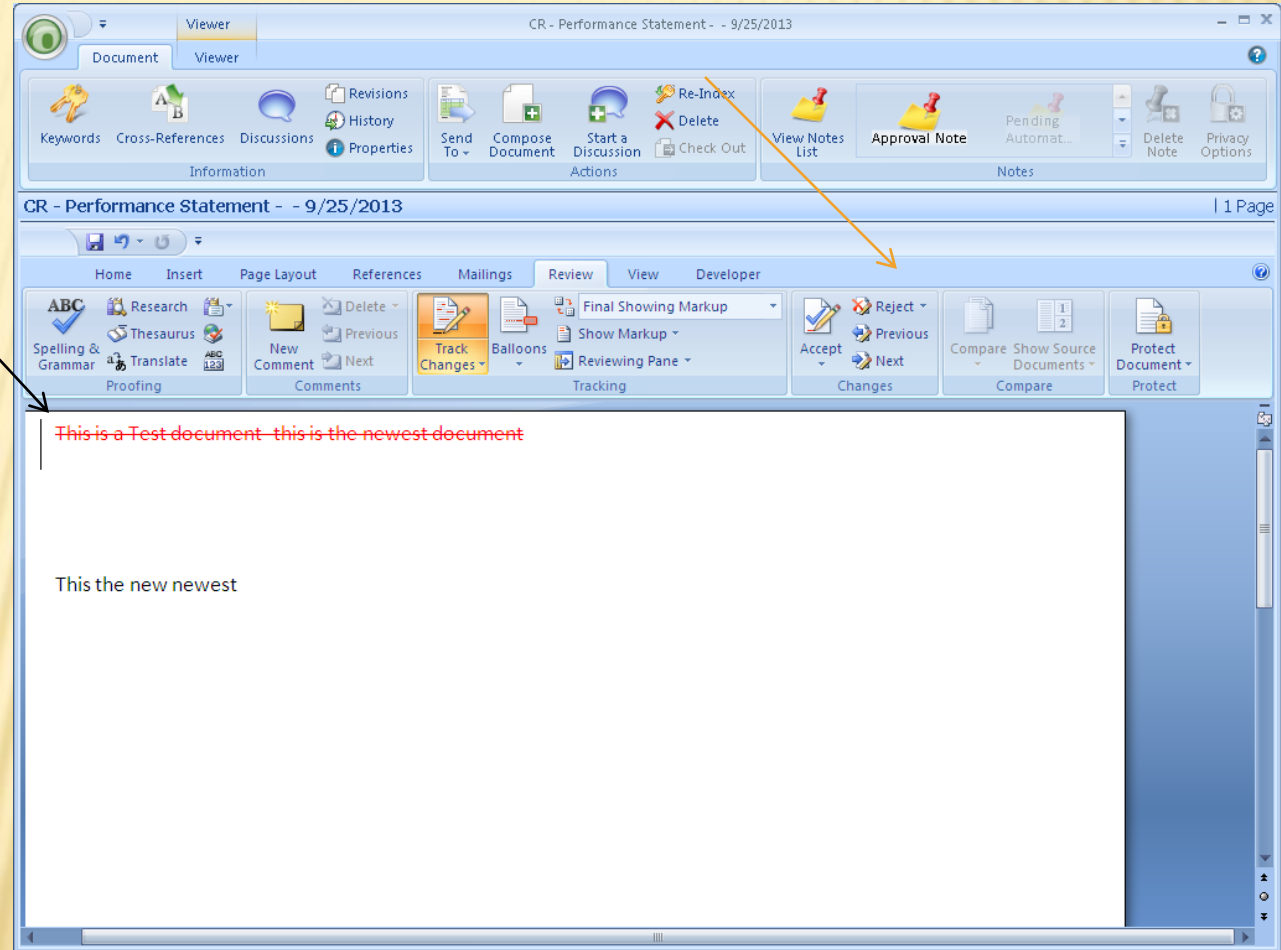 Viewer
CR - Performance Statement - - 9/25/2013
Document Viewer
Keywords Cross-References Discussions
Revisions
History
Properties
Information
Send To
Compose Document
Start a Discussion
Re-Index
Delete
Check Out
Actions
View Notes List
Approval Note
Pending Automat...
Delete Note
Privacy Options
Notes
CR - Performance Statement - - 9/25/2013 | 1 Page
Home Insert Page Layout References Mailings Review View Developer
ABC
Spelling & Grammar
Research
Thesaurus
Translate
ABC
123
Proofing
New Comment
Delete
Previous
Next
Comments
Track Changes
Balloons
Final Showing Markup
Show Markup
Reviewing Pane
Tracking
Accept
Reject
Previous
Next
Changes
Compare
Show Source Documents
Compare
Protect Document
Protect
This is a Test document this is the newest document
This the new newest